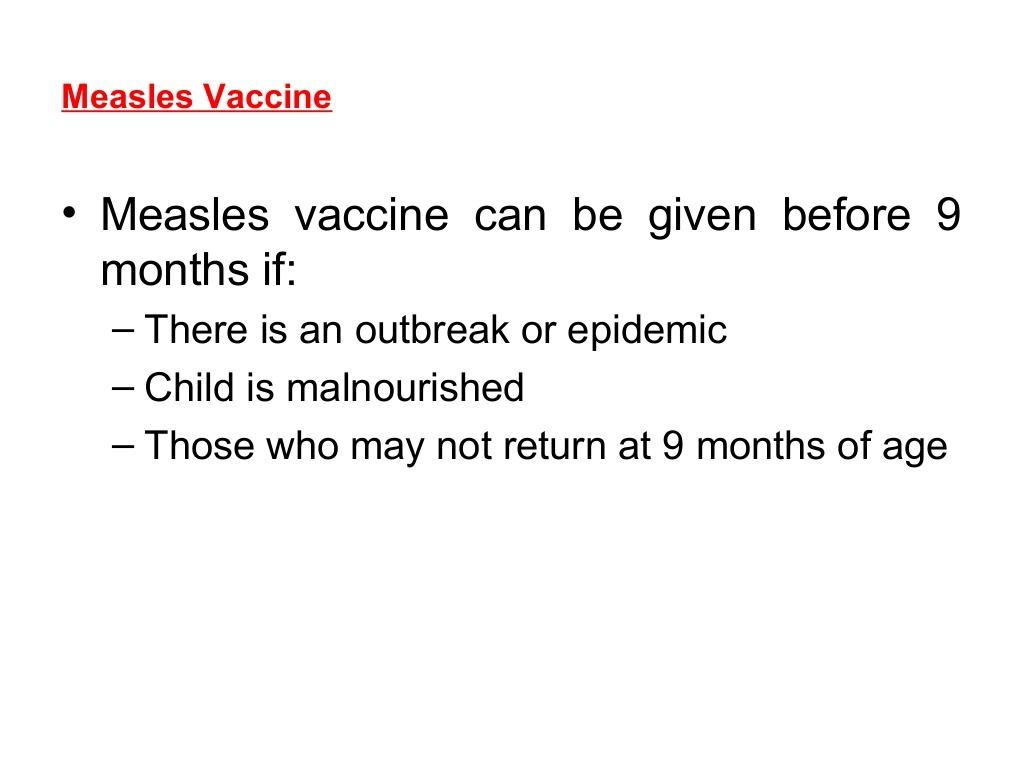 Measles Vaccine
• Measles vaccine can be given before 9
months if:
– There is an outbreak or epidemic
– Child is malnourished
– Those who may not return at 9 months of age